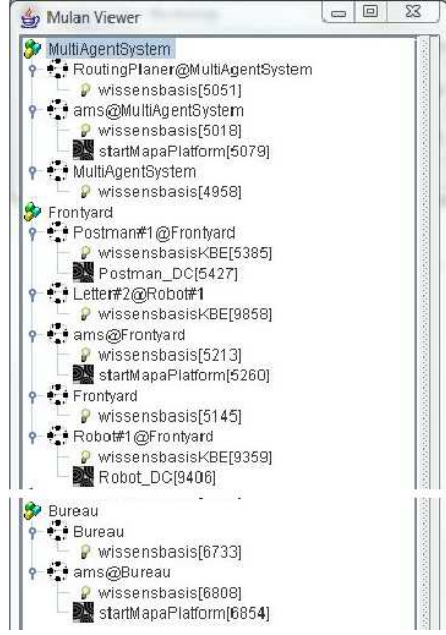 Mulan Viewer
MultiAgentSystem
RoutingPlaner@MultiAgentSystem
wissensbasis[5051]
ams@MultiAgentSystem
wissensbasis[5018]
startMapaPlatform[5079]
MultiAgentSystem
wissensbasis[4958]
Frontyard
Postman#1@Frontyard
wissensbasisKBE[5385]
Postman_DC[5427]
Letter#2@Robot#1
wissensbasisKBE[9858]
ams@Frontyard
wissensbasis[5213]
startMapaPlatform[5260]
Frontyard
wissensbasis[5145]
Robot#1@Frontyard
wissensbasisKBE[9359]
Robot_DC[9406]
Bureau
Bureau
wissensbasis[6733]
ams@Bureau
wissensbasis[6808]
startMapaPlatform[6854]